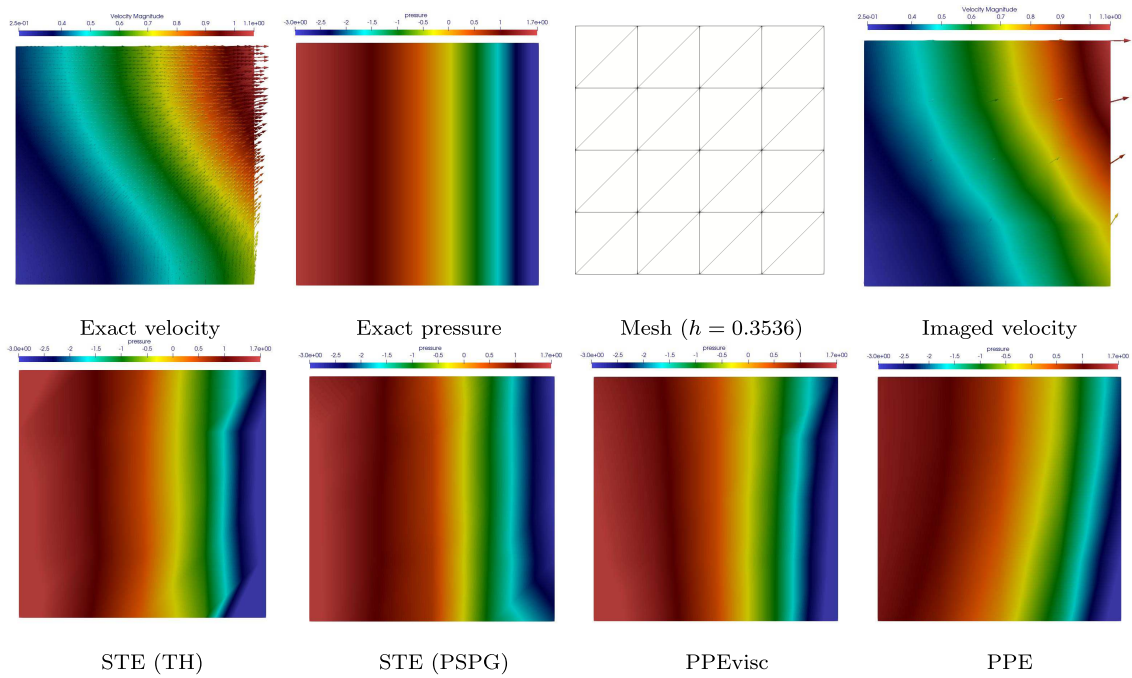 Velocity Magnitude
2.5e-01 0.4 0.5 0.6 0.7 0.8 0.9 1.1e+00
pressure
-3.0e+00 -2.5 -2 -1.5 -1 -0.5 0 0.5 1.7e+00
Velocity Magnitude
2.5e-01 0.4 0.5 0.6 0.7 0.8 0.9 1.1e+00
Exact velocity
Exact pressure
Mesh (h = 0.3536)
Imaged velocity
pressure
-3.0e+00 -2.5 -2 -1.5 -1 -0.5 0 0.5 1 1.7e+00
pressure
-3.0e+00 -2.5 -2 -1.5 -1 -0.5 0 0.5 1 1.7e+00
pressure
-3.0e+00 -2.5 -2 -1.5 -1 -0.5 0 0.5 1 1.7e+00
pressure
-3.0e+00 -2.5 -2 -1.5 -1 -0.5 0 0.5 1 1.7e+00
STE (TH)
STE (PSPG)
PPEvisc
PPE